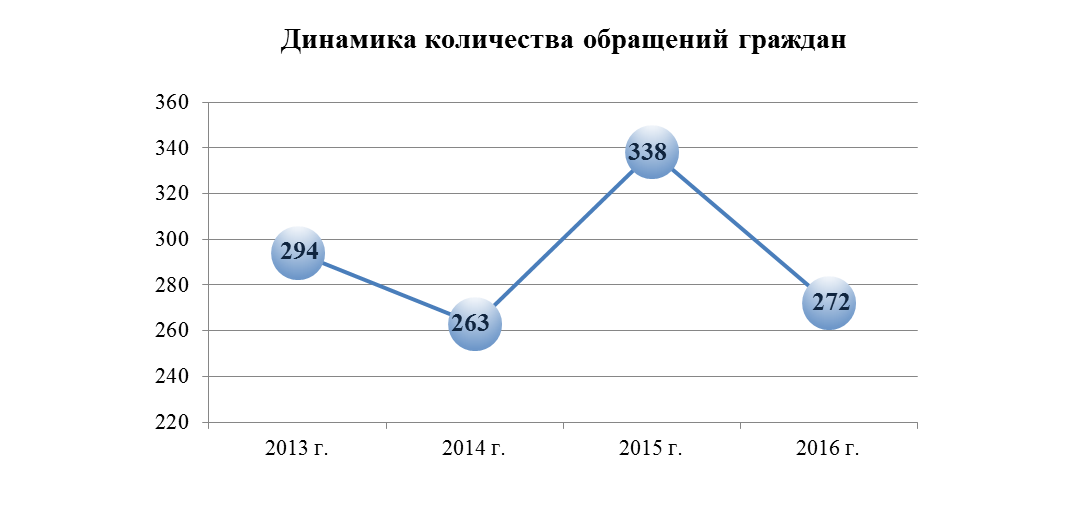 Динамика количества обращений граждан
360
340
320
300
280
260
240
220
294
263
338
272
2013 г.
2014 г.
2015 г.
2016 г.